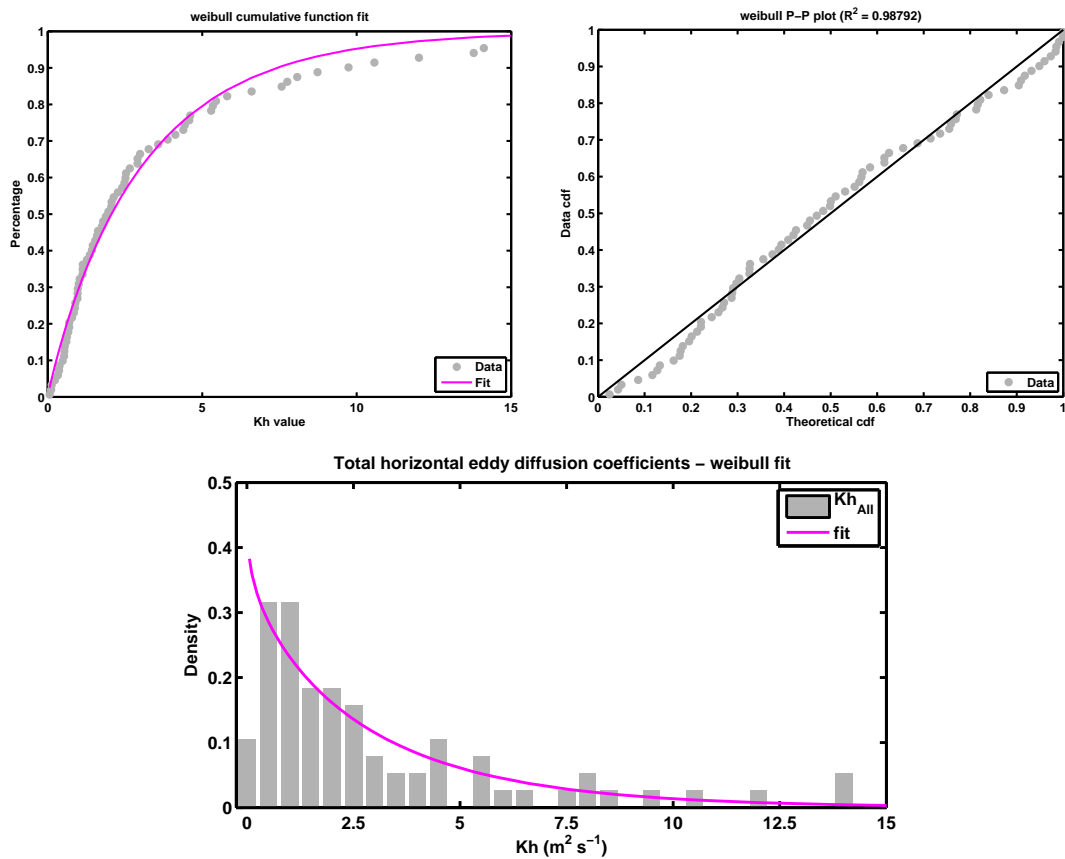 weibull cumulative function fit
1
0.9
0.8
0.7
0.6
0.5
0.4
0.3
0.2
0.1
0
Percentage
0 5 10 15
Kh value
Data
Fit
weibull P−P plot (R² = 0.98792)
1
0.9
0.8
0.7
0.6
0.5
0.4
0.3
0.2
0.1
0
Data cdf
0 0.1 0.2 0.3 0.4 0.5 0.6 0.7 0.8 0.9 1
Theoretical cdf
Data
Total horizontal eddy diffusion coefficients − weibull fit
0.5
0.4
0.3
0.2
0.1
0
Density
0 2.5 5 7.5 10 12.5 15
Kh (m² s⁻¹)
Kh_All
fit